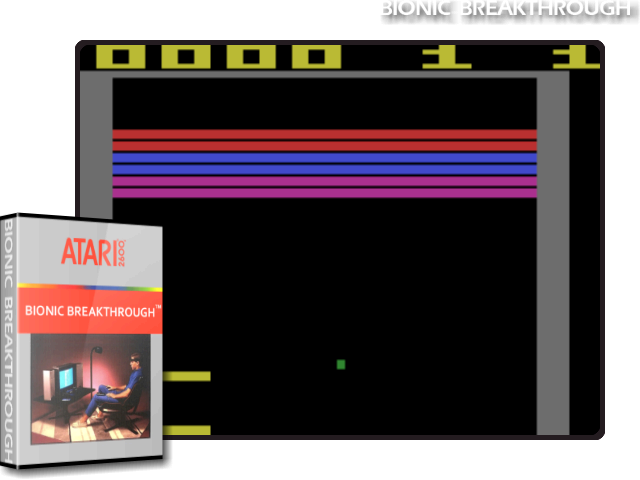 BIONIC BREAKTHROUGH
0000 1 1
BIONIC BREAKTHROUGH
ATARI
2600
BIONIC BREAKTHROUGH™